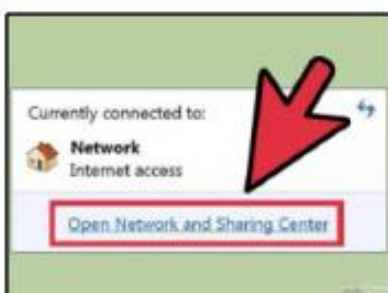 Currently connected to:
Network
Internet access
Open Network and Sharing Center